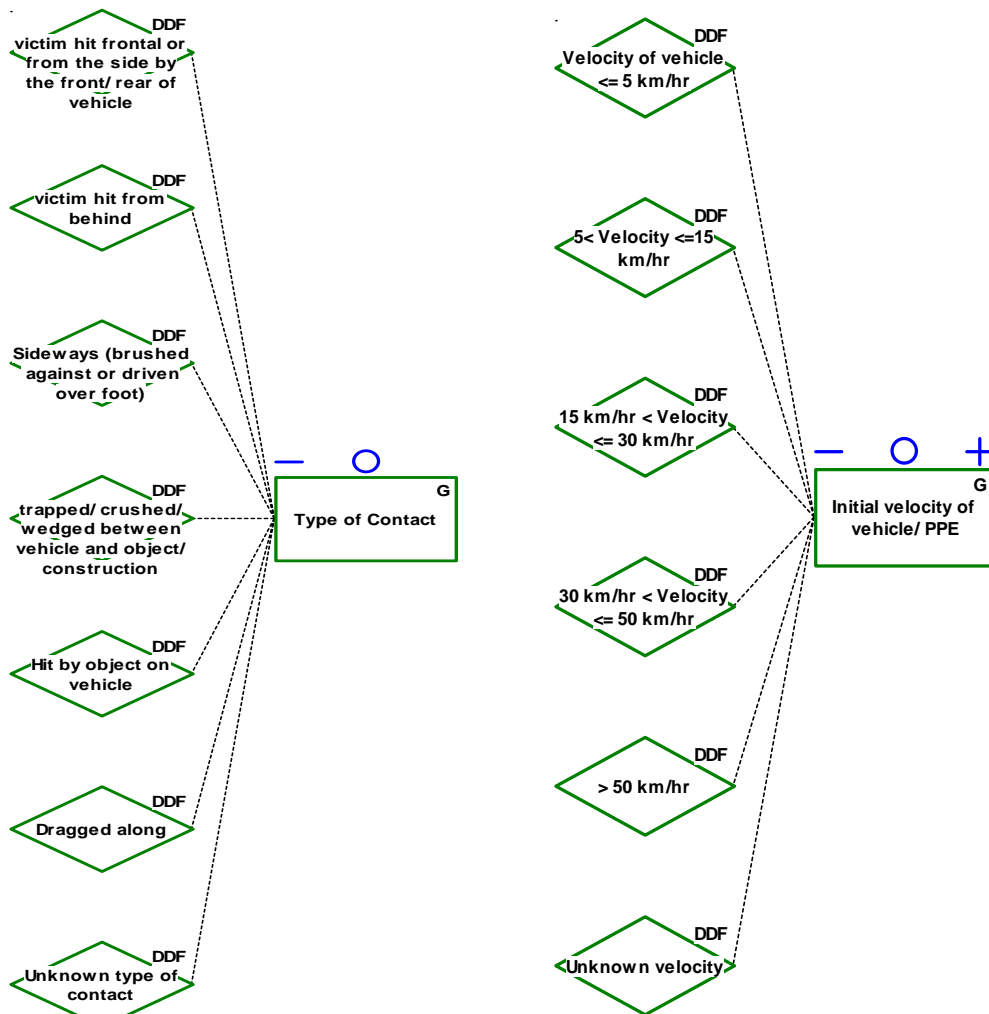 DDF
victim hit frontal or
from the side by
the front/ rear of
vehicle
DDF
victim hit from
behind
DDF
Sideways (brushed
against or driven
over foot)
DDF
trapped/ crushed/
wedged between
vehicle and object/
construction
DDF
Hit by object on
vehicle
DDF
Dragged along
DDF
Unknown type of
contact
G
Type of Contact
DDF
Velocity of vehicle
<= 5 km/hr
DDF
5< Velocity <=15
km/hr
DDF
15 km/hr < Velocity
<= 30 km/hr
DDF
30 km/hr < Velocity
<= 50 km/hr
DDF
> 50 km/hr
DDF
Unknown velocity
G
Initial velocity of
vehicle/ PPE